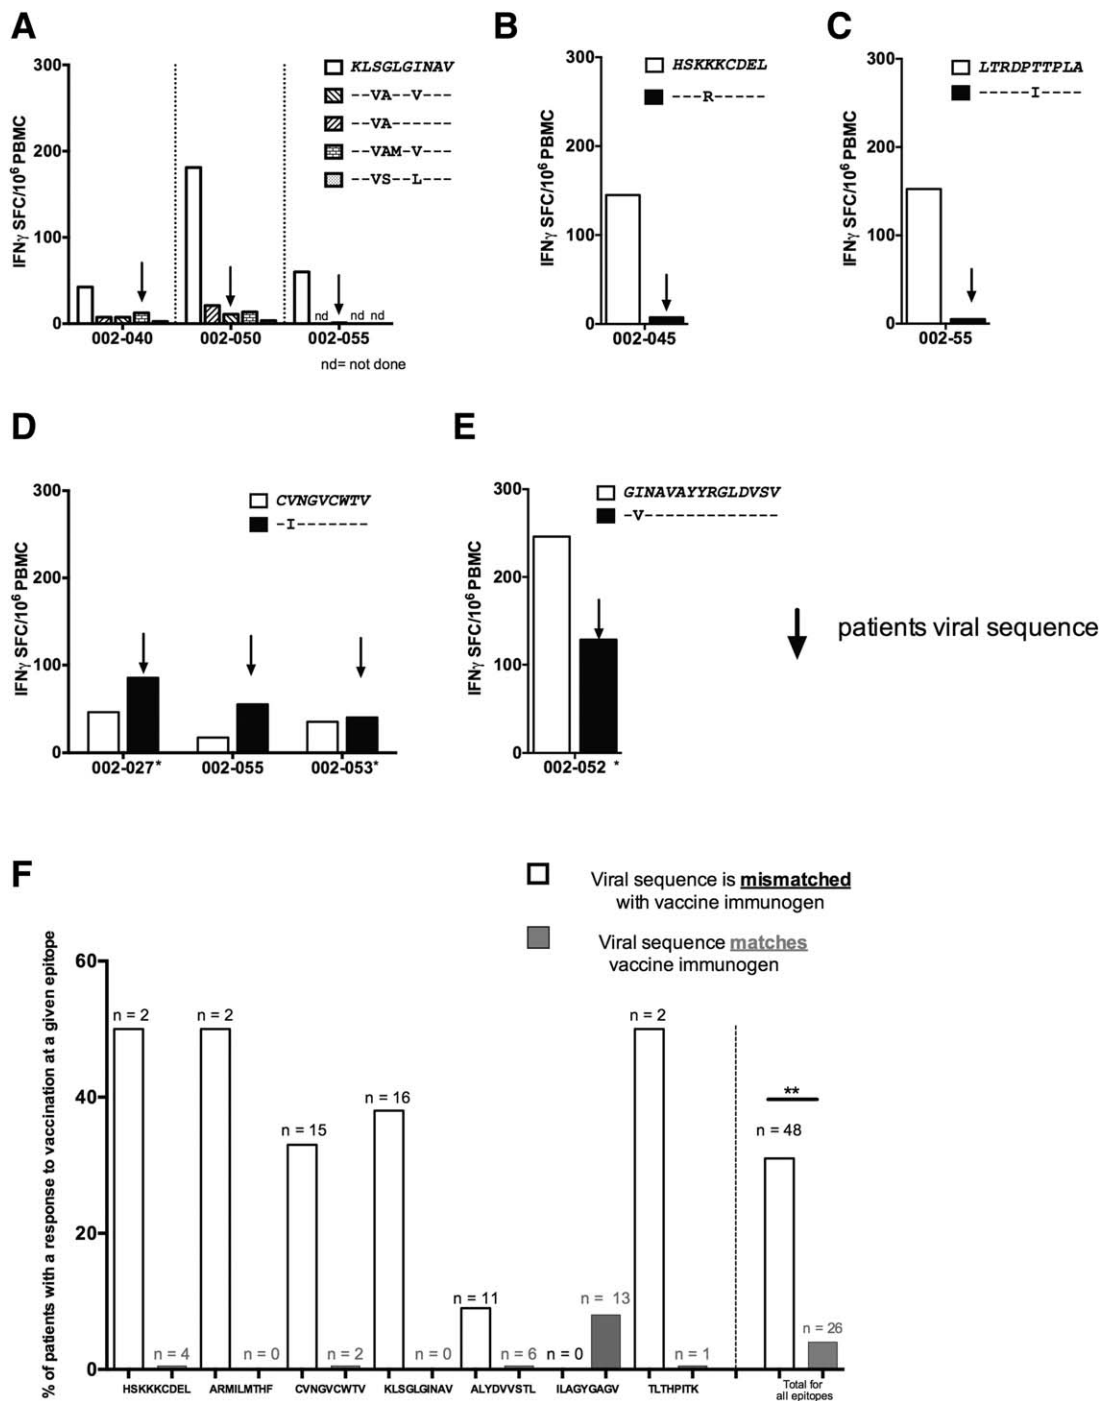 A
IFNγ SFC/10⁶ PBMC
300
200
100
0
KLSGLGINAV
--VA--V---
--VA------
--VAM-V---
--VS--L---
nd
nd nd
002-040
002-050
002-055
nd= not done
B
IFNγ SFC/10⁶ PBMC
300
200
100
0
HSKKKCDEL
----R------
002-045
C
IFNγ SFC/10⁶ PBMC
300
200
100
0
LTRDPTTPLA
------I-----
002-55
D
IFNγ SFC/10⁶ PBMC
300
200
100
0
CVNGVCWTV
-I-------
002-027*
002-055
002-053*
E
IFNγ SFC/10⁶ PBMC
300
200
100
0
GINAVAYYRGLDVSV
-V-------------
002-052 *
patients viral sequence
F
Viral sequence is mismatched
with vaccine immunogen
Viral sequence matches
vaccine immunogen
% of patients with a response to vaccination at a given epitope
60
40
20
0
n = 2
n = 4
n = 2
n = 0
n = 15
n = 2
n = 16
n = 0
n = 11
n = 6
n = 0
n = 13
n = 2
n = 1
**
n = 48
n = 26
HSKKKCDEL
ARMILMTHF
CVNGVCWTV
KLSGLGINAV
ALYDVVSTL
ILAGYGAGV
TLTHPITK
Total for
all epitopes